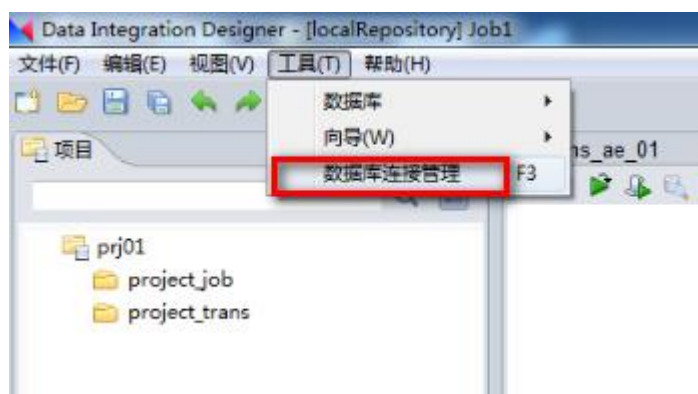 Data Integration Designer - [localRepository] Job1
文件(F) 编辑(E) 视图(V) 工具(T) 帮助(H)
数据库
向导(W)
数据库连接管理 F3
项目
ns_ae_01
prj01
project_job
project_trans